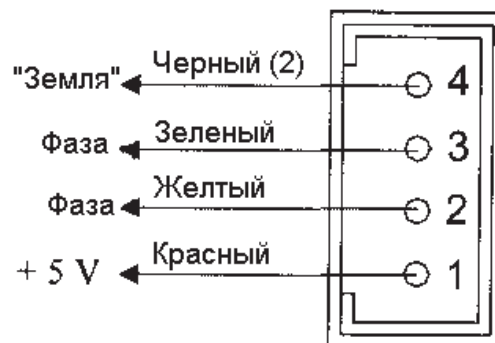 "Земля" Черный (2) 4
Фаза Зеленый 3
Фаза Желтый 2
+ 5 V Красный 1